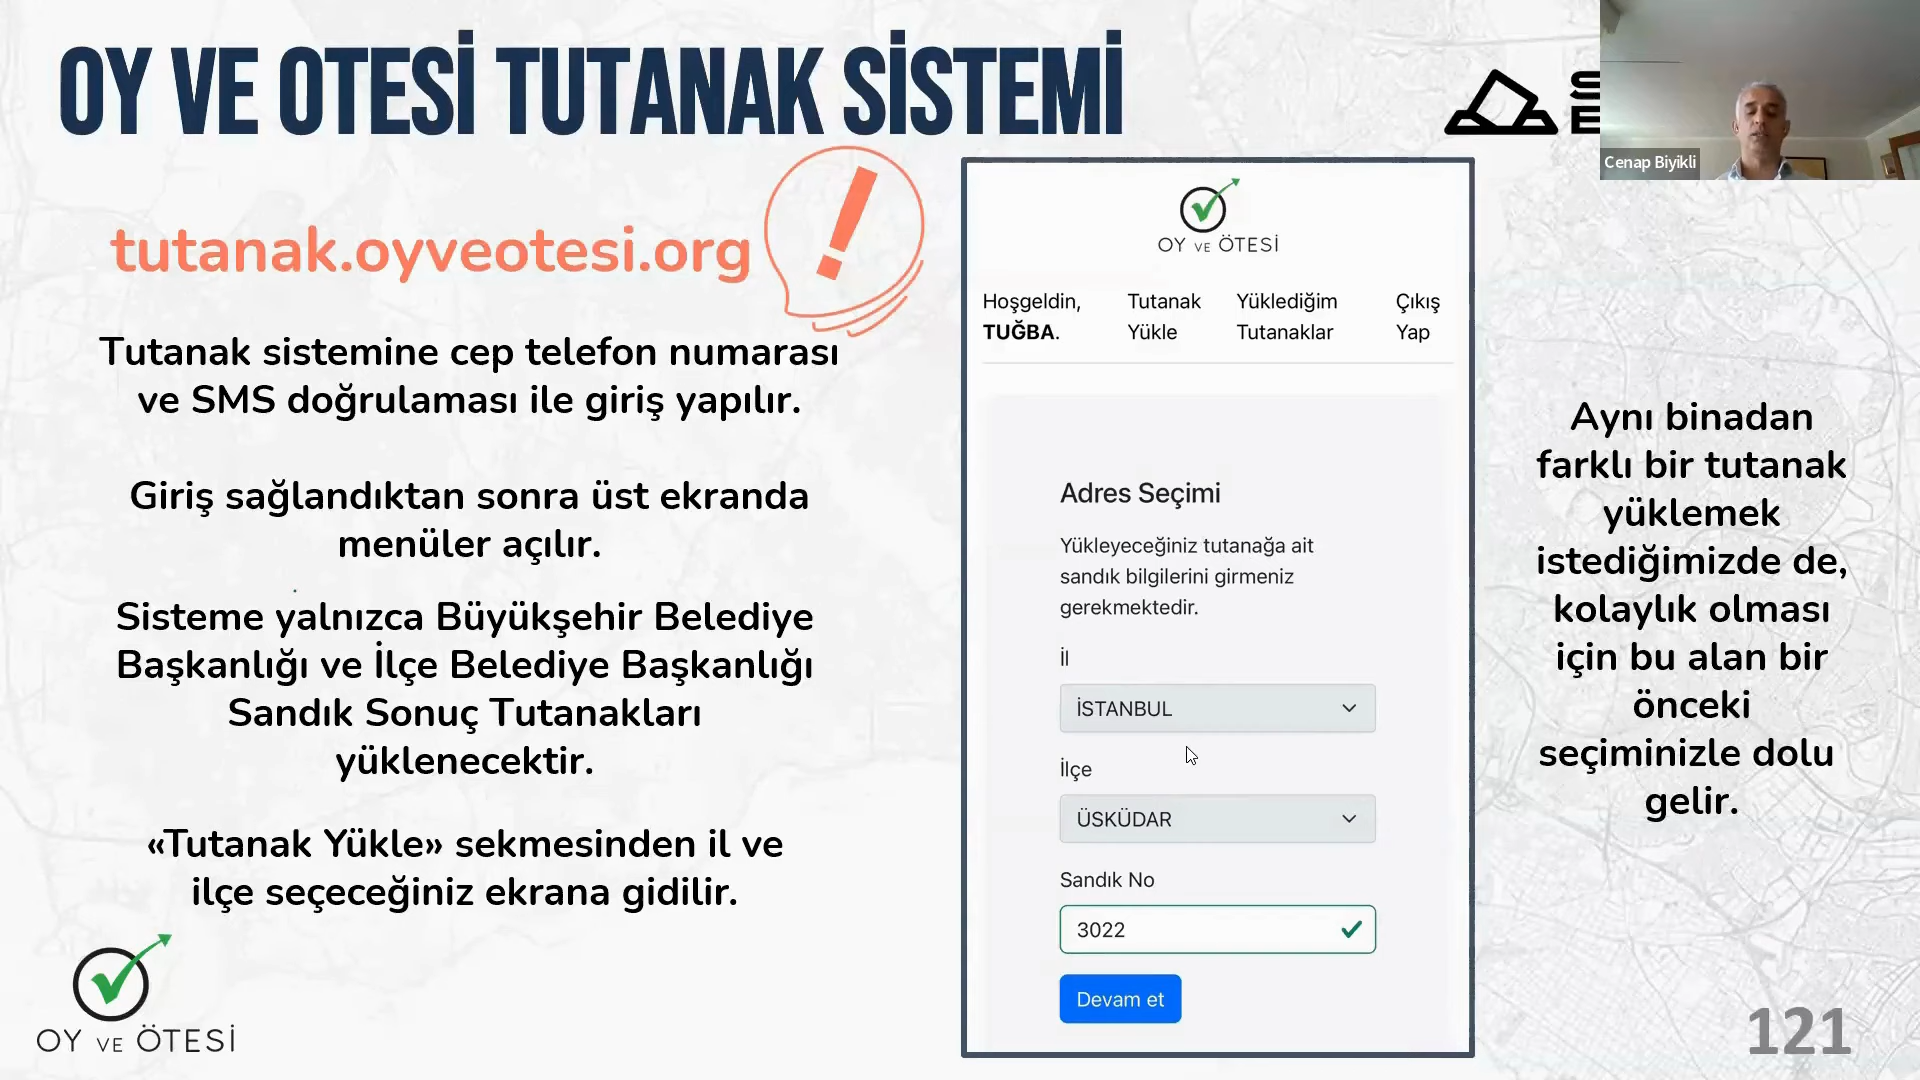 OY VE OTESİ TUTANAK SİSTEMİ
Cenap Biyikli
tutanak.oyveotesi.org
Tutanak sistemine cep telefon numarası
ve SMS doğrulaması ile giriş yapılır.
Giriş sağlandıktan sonra üst ekranda
menüler açılır.
Sisteme yalnızca Büyükşehir Belediye
Başkanlığı ve İlçe Belediye Başkanlığı
Sandık Sonuç Tutanakları
yüklenecektir.
«Tutanak Yükle» sekmesinden il ve
ilçe seçeceğiniz ekrana gidilir.
OY VE ÖTESİ
OY VE ÖTESİ
Hoşgeldin,
TUĞBA.
Tutanak
Yükle
Yüklediğim
Tutanaklar
Çıkış
Yap
Adres Seçimi
Yükleyeceğiniz tutanağa ait
sandık bilgilerini girmeniz
gerekmektedir.
İl
İSTANBUL
İlçe
ÜSKÜDAR
Sandık No
3022
Devam et
Aynı binadan
farklı bir tutanak
yüklemek
istediğimizde de,
kolaylık olması
için bu alan bir
önceki
seçiminizle dolu
gelir.
121